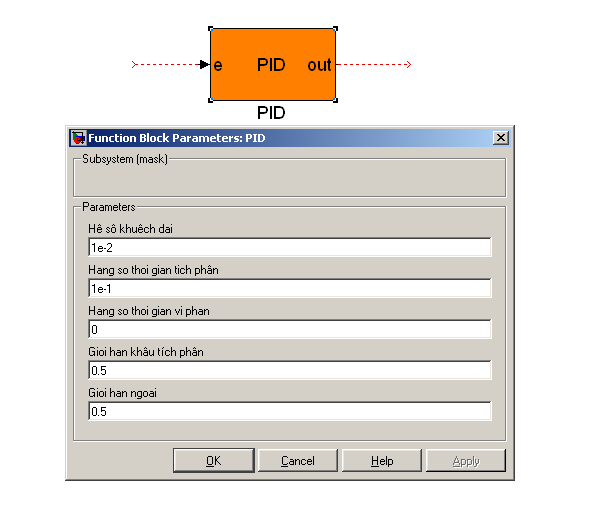 e PID out
PID
Function Block Parameters: PID
Subsystem (mask)
Parameters
Hê sô khuêch dai
1e-2
Hang so thoi gian tich phân
1e-1
Hang so thoi gian vi phan
0
Gioi han khâu tích phân
0.5
Gioi han ngoai
0.5
OK Cancel Help Apply